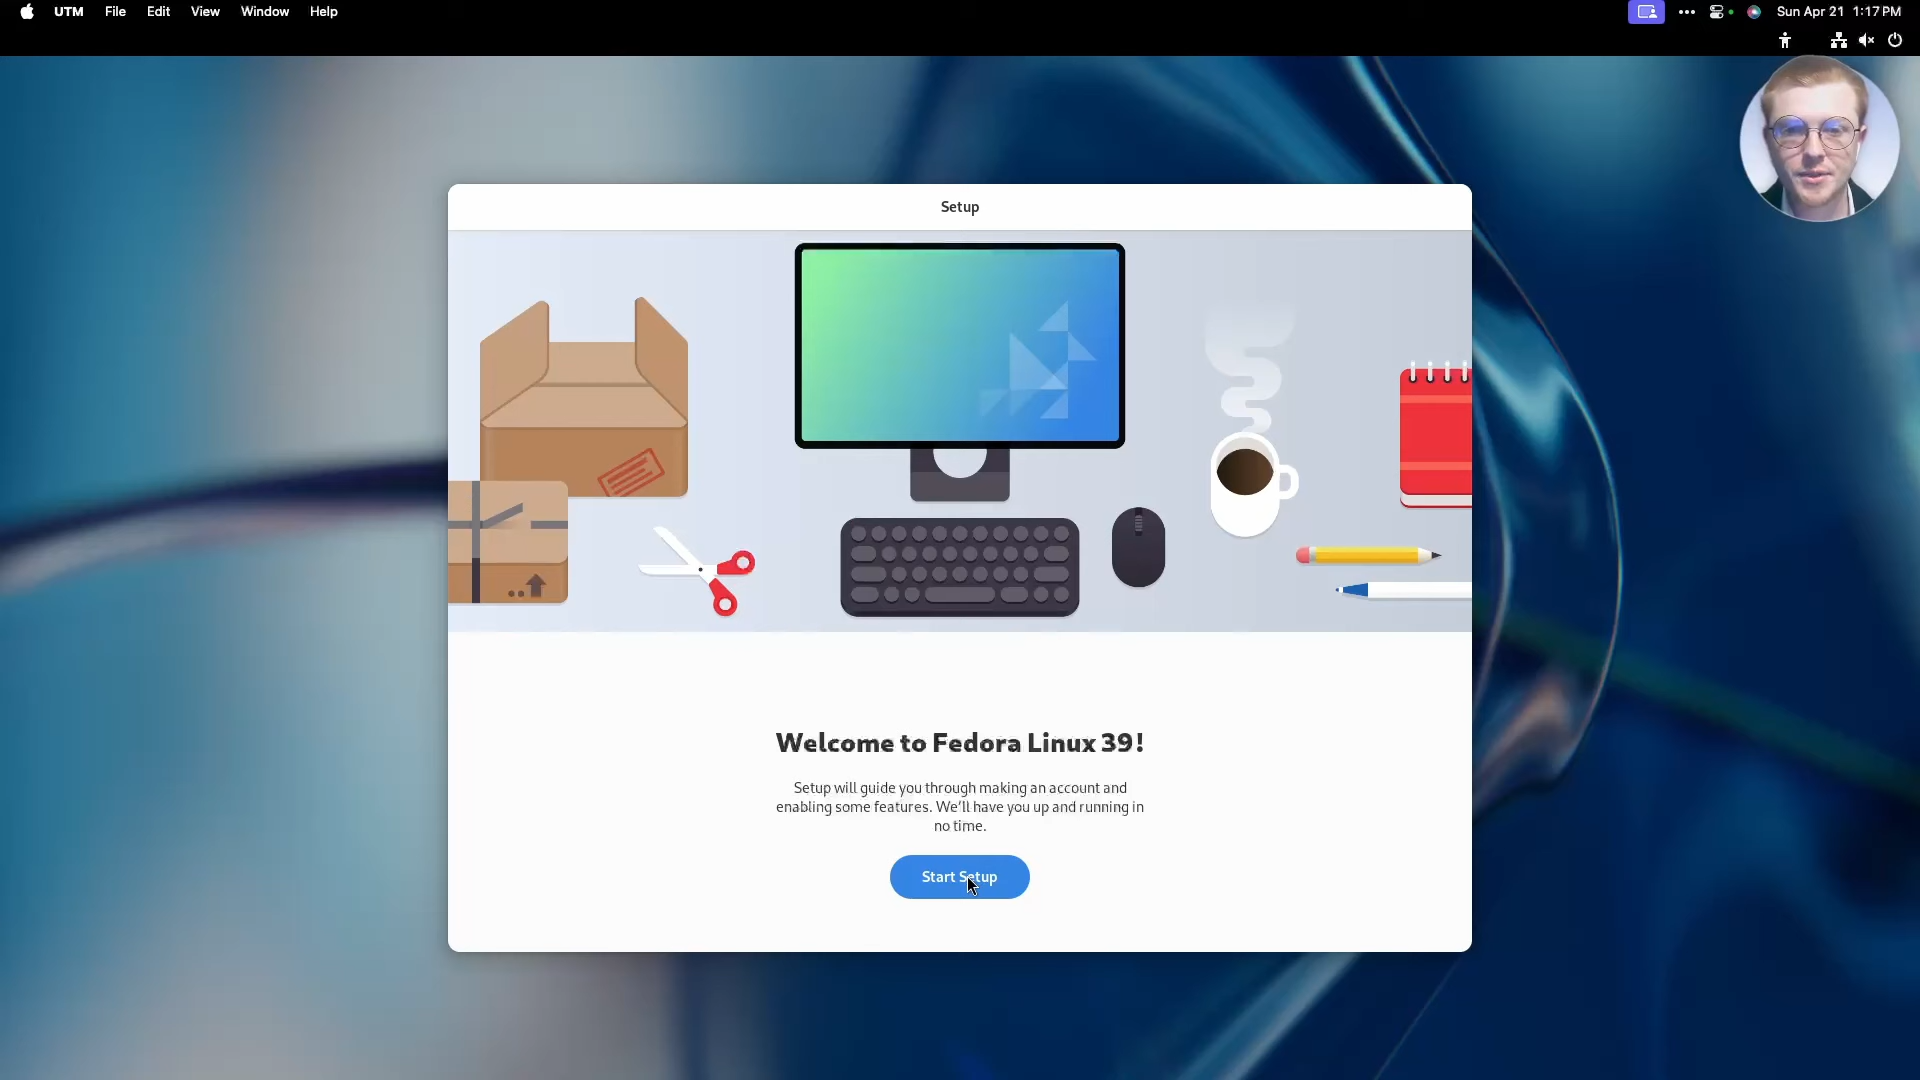 UTM File Edit View Window Help Sun Apr 21 1:17 PM
Setup
Welcome to Fedora Linux 39!
Setup will guide you through making an account and
enabling some features. We'll have you up and running in
no time.
Start Setup